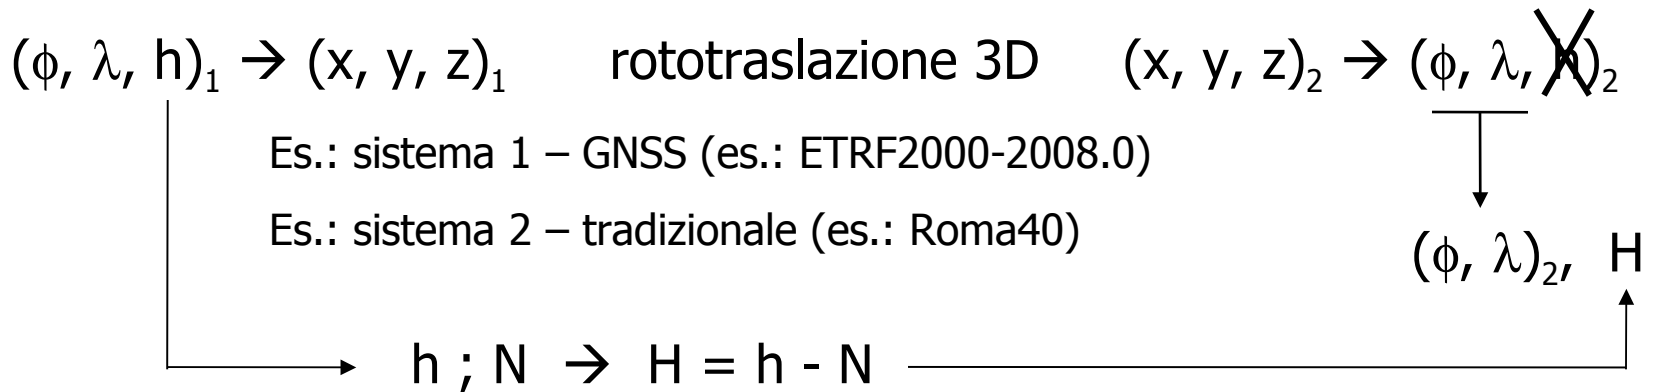 (ϕ, λ, h)₁ → (x, y, z)₁ rototraslazione 3D (x, y, z)₂ → (ϕ, λ, h)₂
Es.: sistema 1 – GNSS (es.: ETRF2000-2008.0)
Es.: sistema 2 – tradizionale (es.: Roma40)
(ϕ, λ)₂, H
h ; N → H = h - N